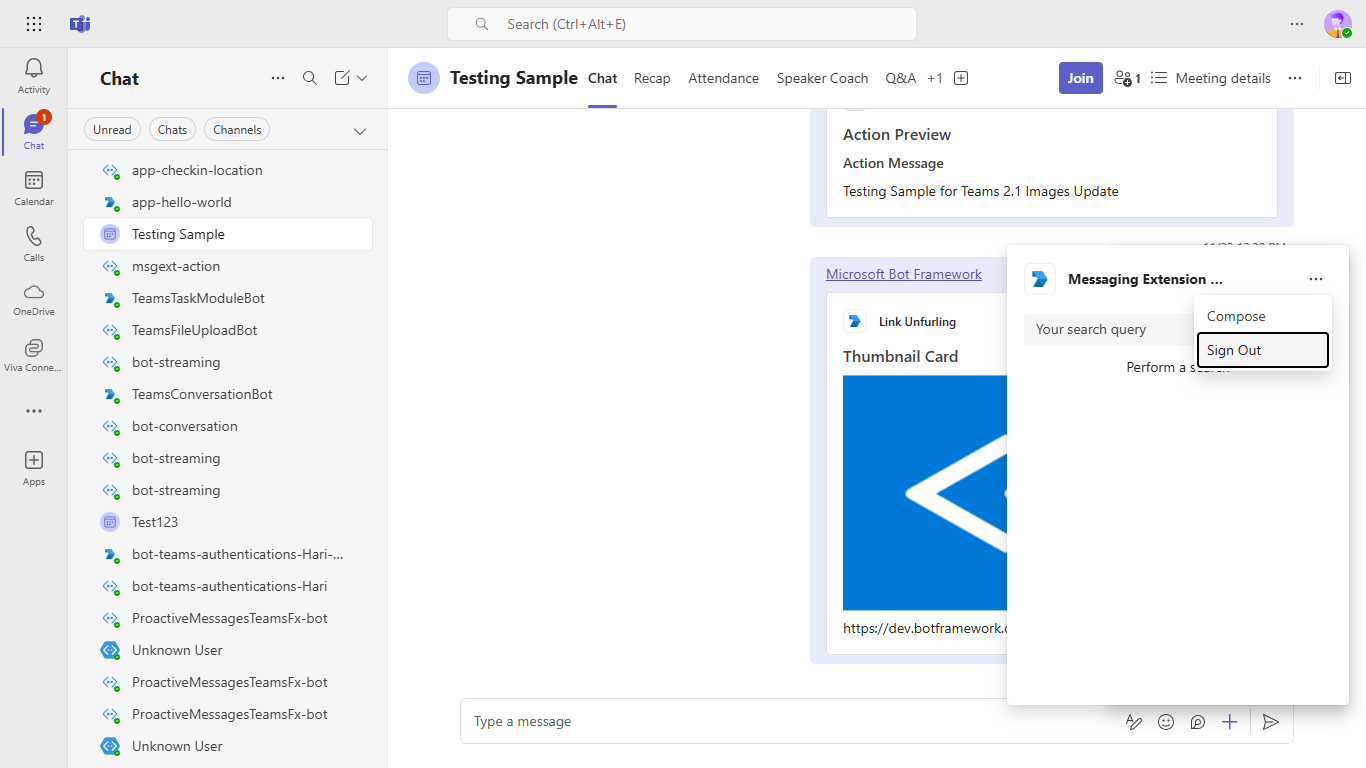 Search (Ctrl+Alt+E)
Activity
1
Chat
Calendar
Calls
OneDrive
Viva Conne...
Apps
Chat
Unread
Chats
Channels
app-checkin-location
app-hello-world
Testing Sample
msgext-action
TeamsTaskModuleBot
TeamsFileUploadBot
bot-streaming
TeamsConversationBot
bot-conversation
bot-streaming
bot-streaming
Test123
bot-teams-authentications-Hari-...
bot-teams-authentications-Hari
ProactiveMessagesTeamsFx-bot
Unknown User
ProactiveMessagesTeamsFx-bot
ProactiveMessagesTeamsFx-bot
Unknown User
Testing Sample Chat Recap Attendance Speaker Coach Q&A +1 Join 1 Meeting details
Action Preview
Action Message
Testing Sample for Teams 2.1 Images Update
Microsoft Bot Framework
Link Unfurling
Thumbnail Card
https://dev.botframework.
Messaging Extension ...
Your search query
Compose
Sign Out
Perform a search
Type a message